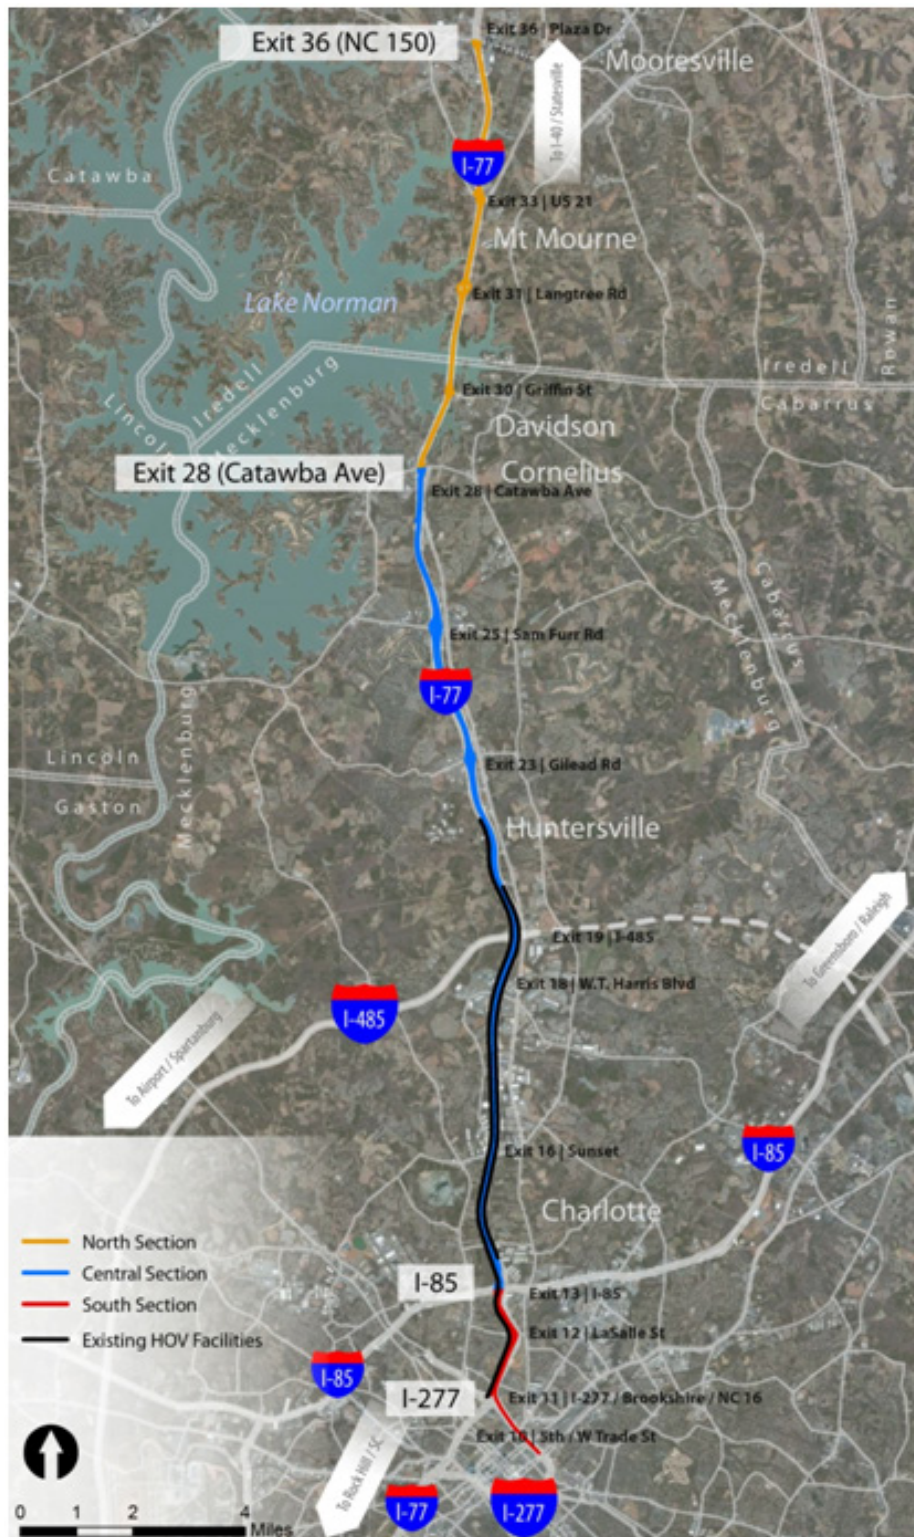 Exit 36 | Plaza Dr
Exit 36 (NC 150)
Mooresville
To I-40 / Statesville
I-77
Catawba
Exit 33 | US 21
Mt Mourne
Exit 31 | Langtree Rd
Lake Norman
Rowan
Iredell
Mecklenburg
Lincoln
Iredell
Cabarrus
Exit 30 | Griffin St
Davidson
Exit 28 (Catawba Ave)
Cornelius
Exit 28 | Catawba Ave
Cabarrus
Mecklenburg
Exit 25 | Sam Furr Rd
I-77
Mecklenburg
Lincoln
Gaston
Exit 23 | Gilead Rd
Huntersville
Exit 19 | I-485
To Greensboro / Raleigh
Exit 18 | W.T. Harris Blvd
I-485
To Airport / Spartanburg
Exit 16 | Sunset
I-85
Charlotte
North Section
Central Section
South Section
Existing HOV Facilities
I-85
Exit 13 | I-85
Exit 12 | LaSalle St
I-85
I-277
Exit 11 | I-277 / Brookshire / NC 16
Exit 10 | 5th / W Trade St
To Rock Hill / SC
I-77
I-277
0 1 2 4
Miles